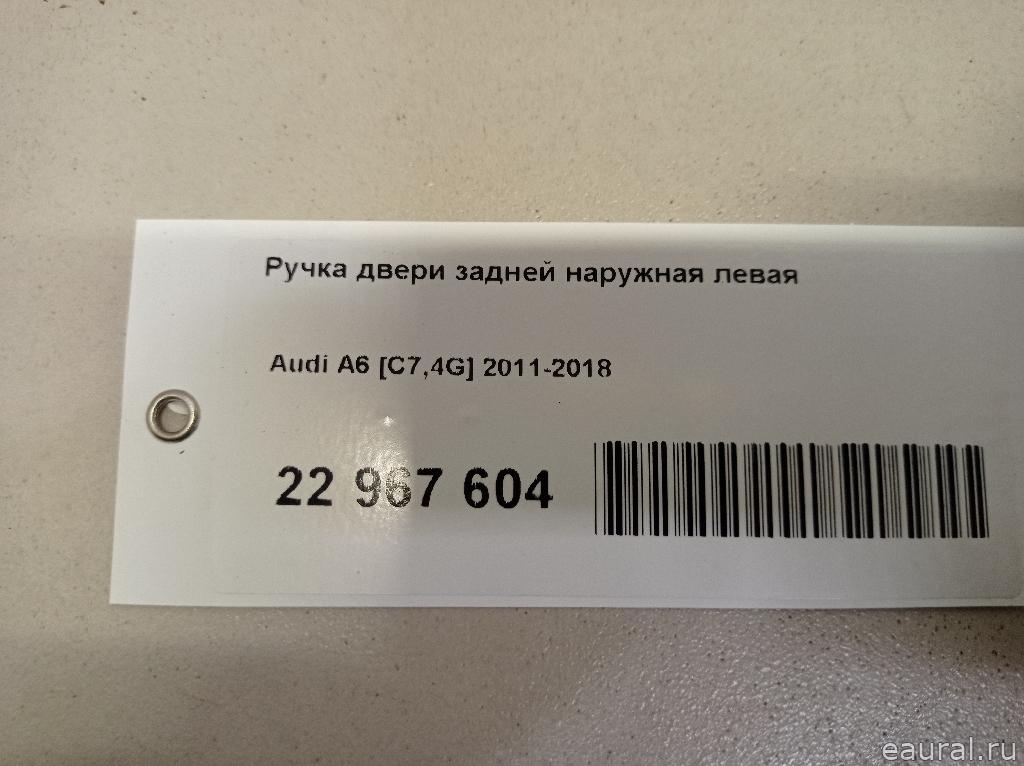 Ручка двери задней наружная левая
Audi A6 [C7,4G] 2011-2018
22 967 604
eaural.ru